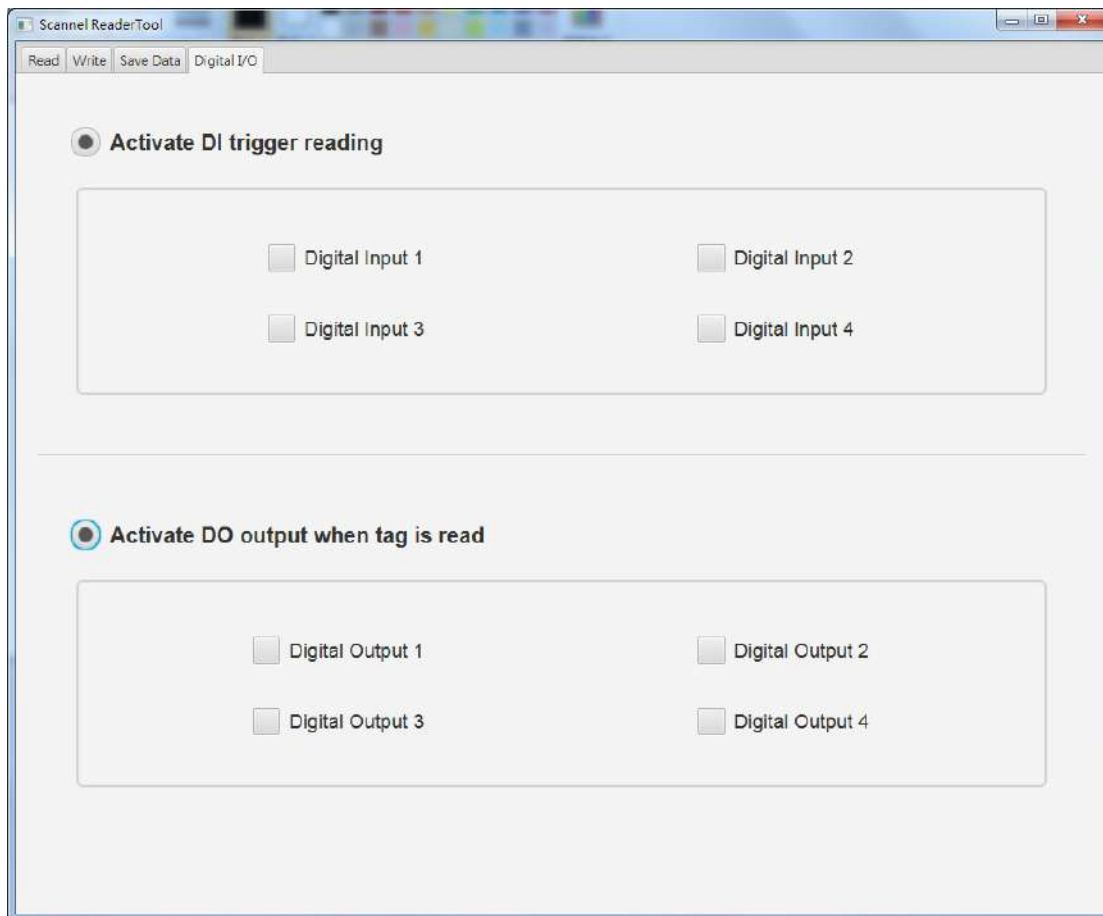 Scannel ReaderTool
Read Write Save Data Digital I/O
Activate DI trigger reading
Digital Input 1 Digital Input 2
Digital Input 3 Digital Input 4
Activate DO output when tag is read
Digital Output 1 Digital Output 2
Digital Output 3 Digital Output 4